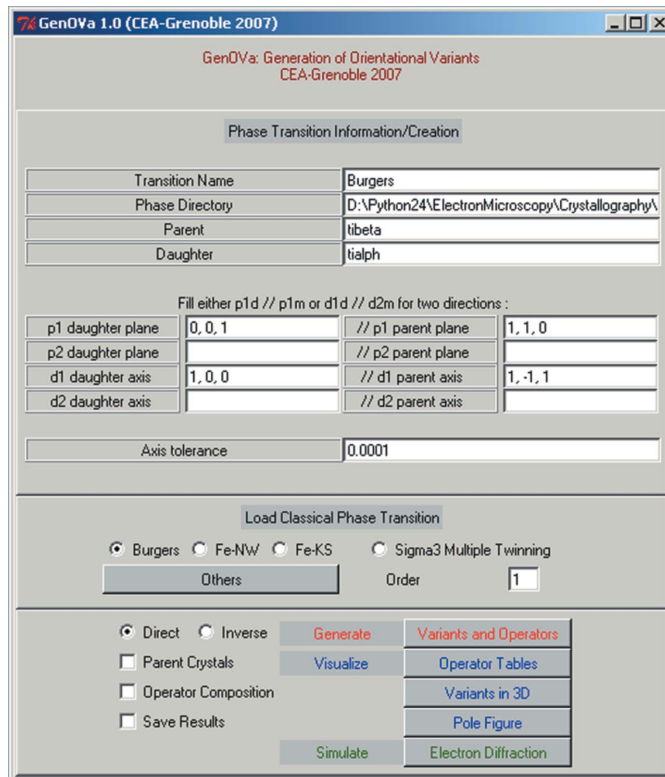 GenOVa 1.0 (CEA-Grenoble 2007)
GenOVa: Generation of Orientational Variants
CEA-Grenoble 2007
Phase Transition Information/Creation
Transition Name Burgers
Phase Directory D:\Python24\ElectronMicroscopy\Crystallography\
Parent tibeta
Daughter tialph
Fill either p1d // p1m or d1d // d2m for two directions :
p1 daughter plane 0, 0, 1 // p1 parent plane 1, 1, 0
p2 daughter plane // p2 parent plane
d1 daughter axis 1, 0, 0 // d1 parent axis 1, -1, 1
d2 daughter axis // d2 parent axis
Axis tolerance 0.0001
Load Classical Phase Transition
Burgers Fe-NW Fe-KS Sigma3 Multiple Twinning
Others Order 1
Direct Inverse Generate Variants and Operators
Parent Crystals Visualize Operator Tables
Operator Composition Variants in 3D
Save Results Pole Figure
Simulate Electron Diffraction